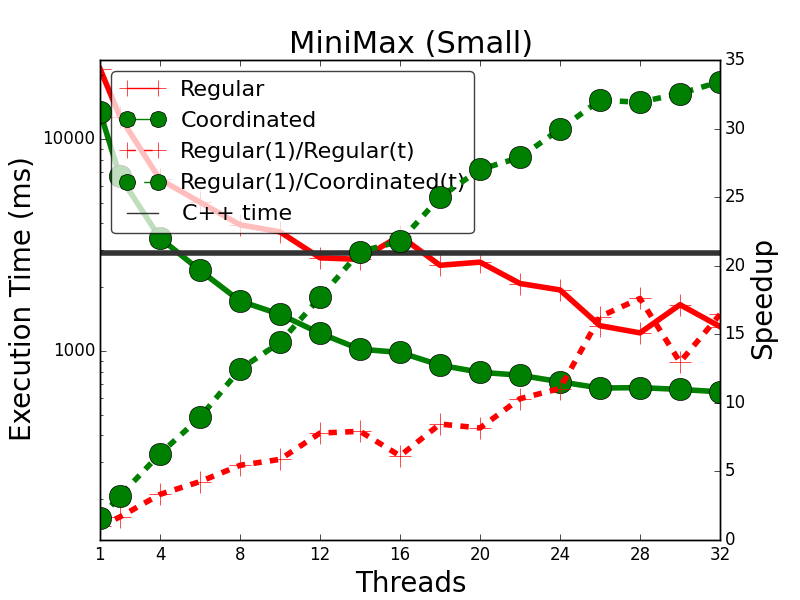 MiniMax (Small)
Execution Time (ms)
10000
1000
Regular
Coordinated
Regular(1)/Regular(t)
Regular(1)/Coordinated(t)
C++ time
35
30
25
20
15
10
5
0
Speedup
1 4 8 12 16 20 24 28 32
Threads